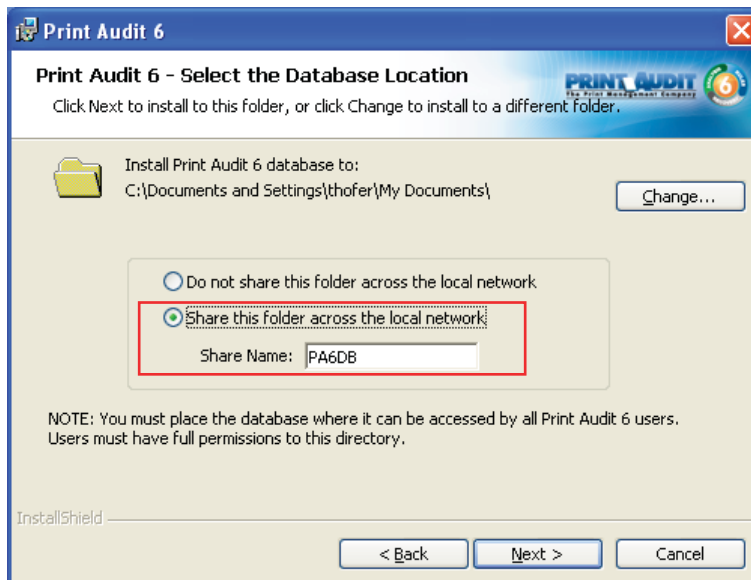 Print Audit 6
Print Audit 6 - Select the Database Location
Click Next to install to this folder, or click Change to install to a different folder.
PRINT AUDIT 6
The Print Management Company
Install Print Audit 6 database to:
C:\Documents and Settings\thofer\My Documents\
Change...
Do not share this folder across the local network
Share this folder across the local network
Share Name: PA6DB
NOTE: You must place the database where it can be accessed by all Print Audit 6 users.
Users must have full permissions to this directory.
InstallShield
< Back Next > Cancel